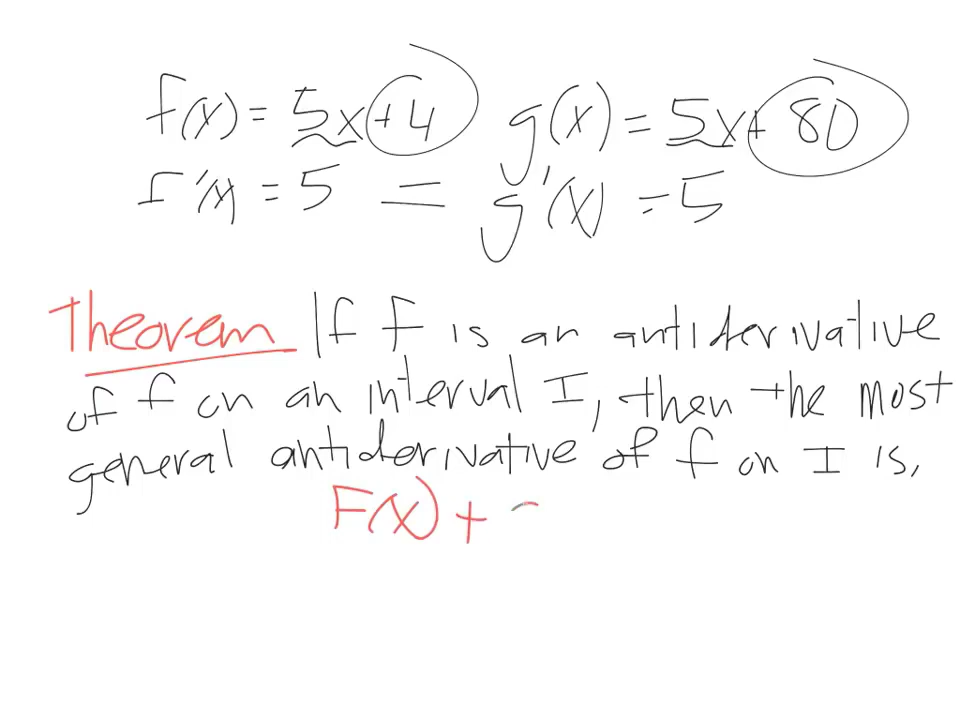 f(x) = 5x + 4 g(x) = 5x + 80
f'(x) = 5 = g'(x) = 5
Theorem If F is an antiderivative
of f on an interval I, then the most
general antiderivative of f on I is,
F(x) +